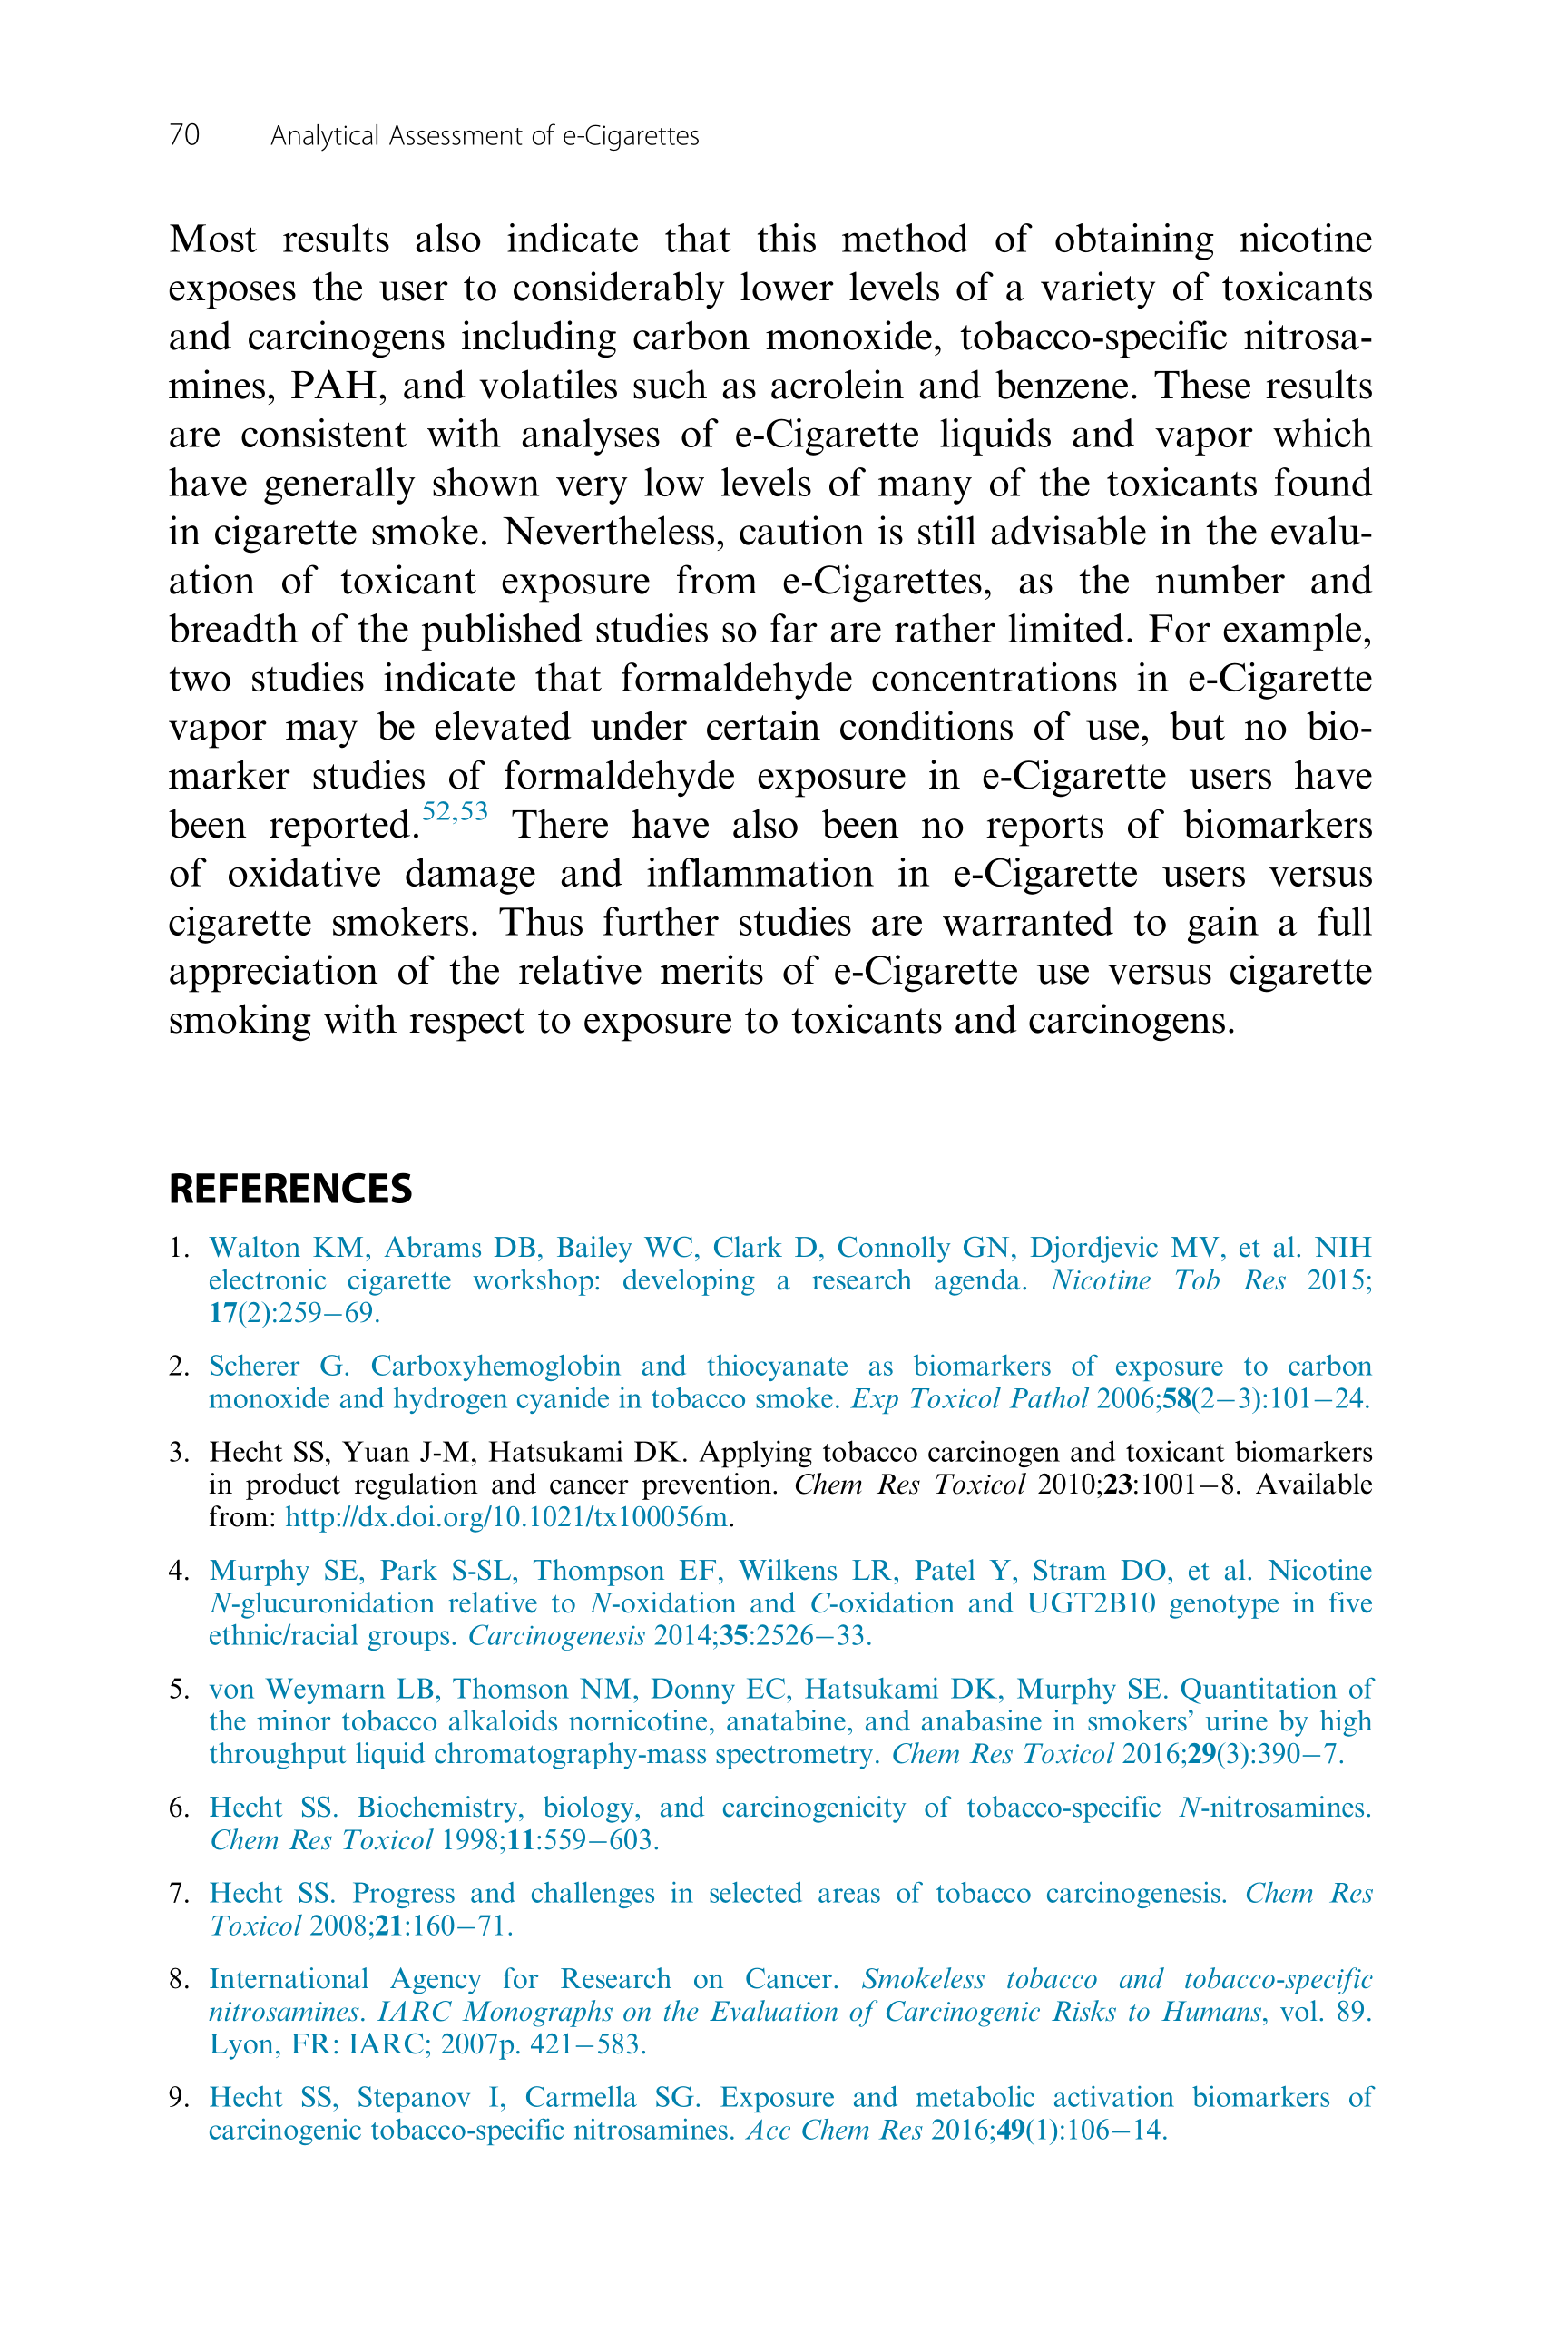 70 Analytical Assessment of e-Cigarettes
Most results also indicate that this method of obtaining nicotine
exposes the user to considerably lower levels of a variety of toxicants
and carcinogens including carbon monoxide, tobacco-specific nitrosa-
mines, PAH, and volatiles such as acrolein and benzene. These results
are consistent with analyses of e-Cigarette liquids and vapor which
have generally shown very low levels of many of the toxicants found
in cigarette smoke. Nevertheless, caution is still advisable in the evalu-
ation of toxicant exposure from e-Cigarettes, as the number and
breadth of the published studies so far are rather limited. For example,
two studies indicate that formaldehyde concentrations in e-Cigarette
vapor may be elevated under certain conditions of use, but no bio-
marker studies of formaldehyde exposure in e-Cigarette users have
been reported.52,53 There have also been no reports of biomarkers
of oxidative damage and inflammation in e-Cigarette users versus
cigarette smokers. Thus further studies are warranted to gain a full
appreciation of the relative merits of e-Cigarette use versus cigarette
smoking with respect to exposure to toxicants and carcinogens.
REFERENCES
1. Walton KM, Abrams DB, Bailey WC, Clark D, Connolly GN, Djordjevic MV, et al. NIH
electronic cigarette workshop: developing a research agenda. Nicotine Tob Res 2015;
17(2):259–69.
2. Scherer G. Carboxyhemoglobin and thiocyanate as biomarkers of exposure to carbon
monoxide and hydrogen cyanide in tobacco smoke. Exp Toxicol Pathol 2006;58(2–3):101–24.
3. Hecht SS, Yuan J-M, Hatsukami DK. Applying tobacco carcinogen and toxicant biomarkers
in product regulation and cancer prevention. Chem Res Toxicol 2010;23:1001–8. Available
from: http://dx.doi.org/10.1021/tx100056m.
4. Murphy SE, Park S-SL, Thompson EF, Wilkens LR, Patel Y, Stram DO, et al. Nicotine
N-glucuronidation relative to N-oxidation and C-oxidation and UGT2B10 genotype in five
ethnic/racial groups. Carcinogenesis 2014;35:2526–33.
5. von Weymarn LB, Thomson NM, Donny EC, Hatsukami DK, Murphy SE. Quantitation of
the minor tobacco alkaloids nornicotine, anatabine, and anabasine in smokers' urine by high
throughput liquid chromatography-mass spectrometry. Chem Res Toxicol 2016;29(3):390–7.
6. Hecht SS. Biochemistry, biology, and carcinogenicity of tobacco-specific N-nitrosamines.
Chem Res Toxicol 1998;11:559–603.
7. Hecht SS. Progress and challenges in selected areas of tobacco carcinogenesis. Chem Res
Toxicol 2008;21:160–71.
8. International Agency for Research on Cancer. Smokeless tobacco and tobacco-specific
nitrosamines. IARC Monographs on the Evaluation of Carcinogenic Risks to Humans, vol. 89.
Lyon, FR: IARC; 2007p. 421–583.
9. Hecht SS, Stepanov I, Carmella SG. Exposure and metabolic activation biomarkers of
carcinogenic tobacco-specific nitrosamines. Acc Chem Res 2016;49(1):106–14.